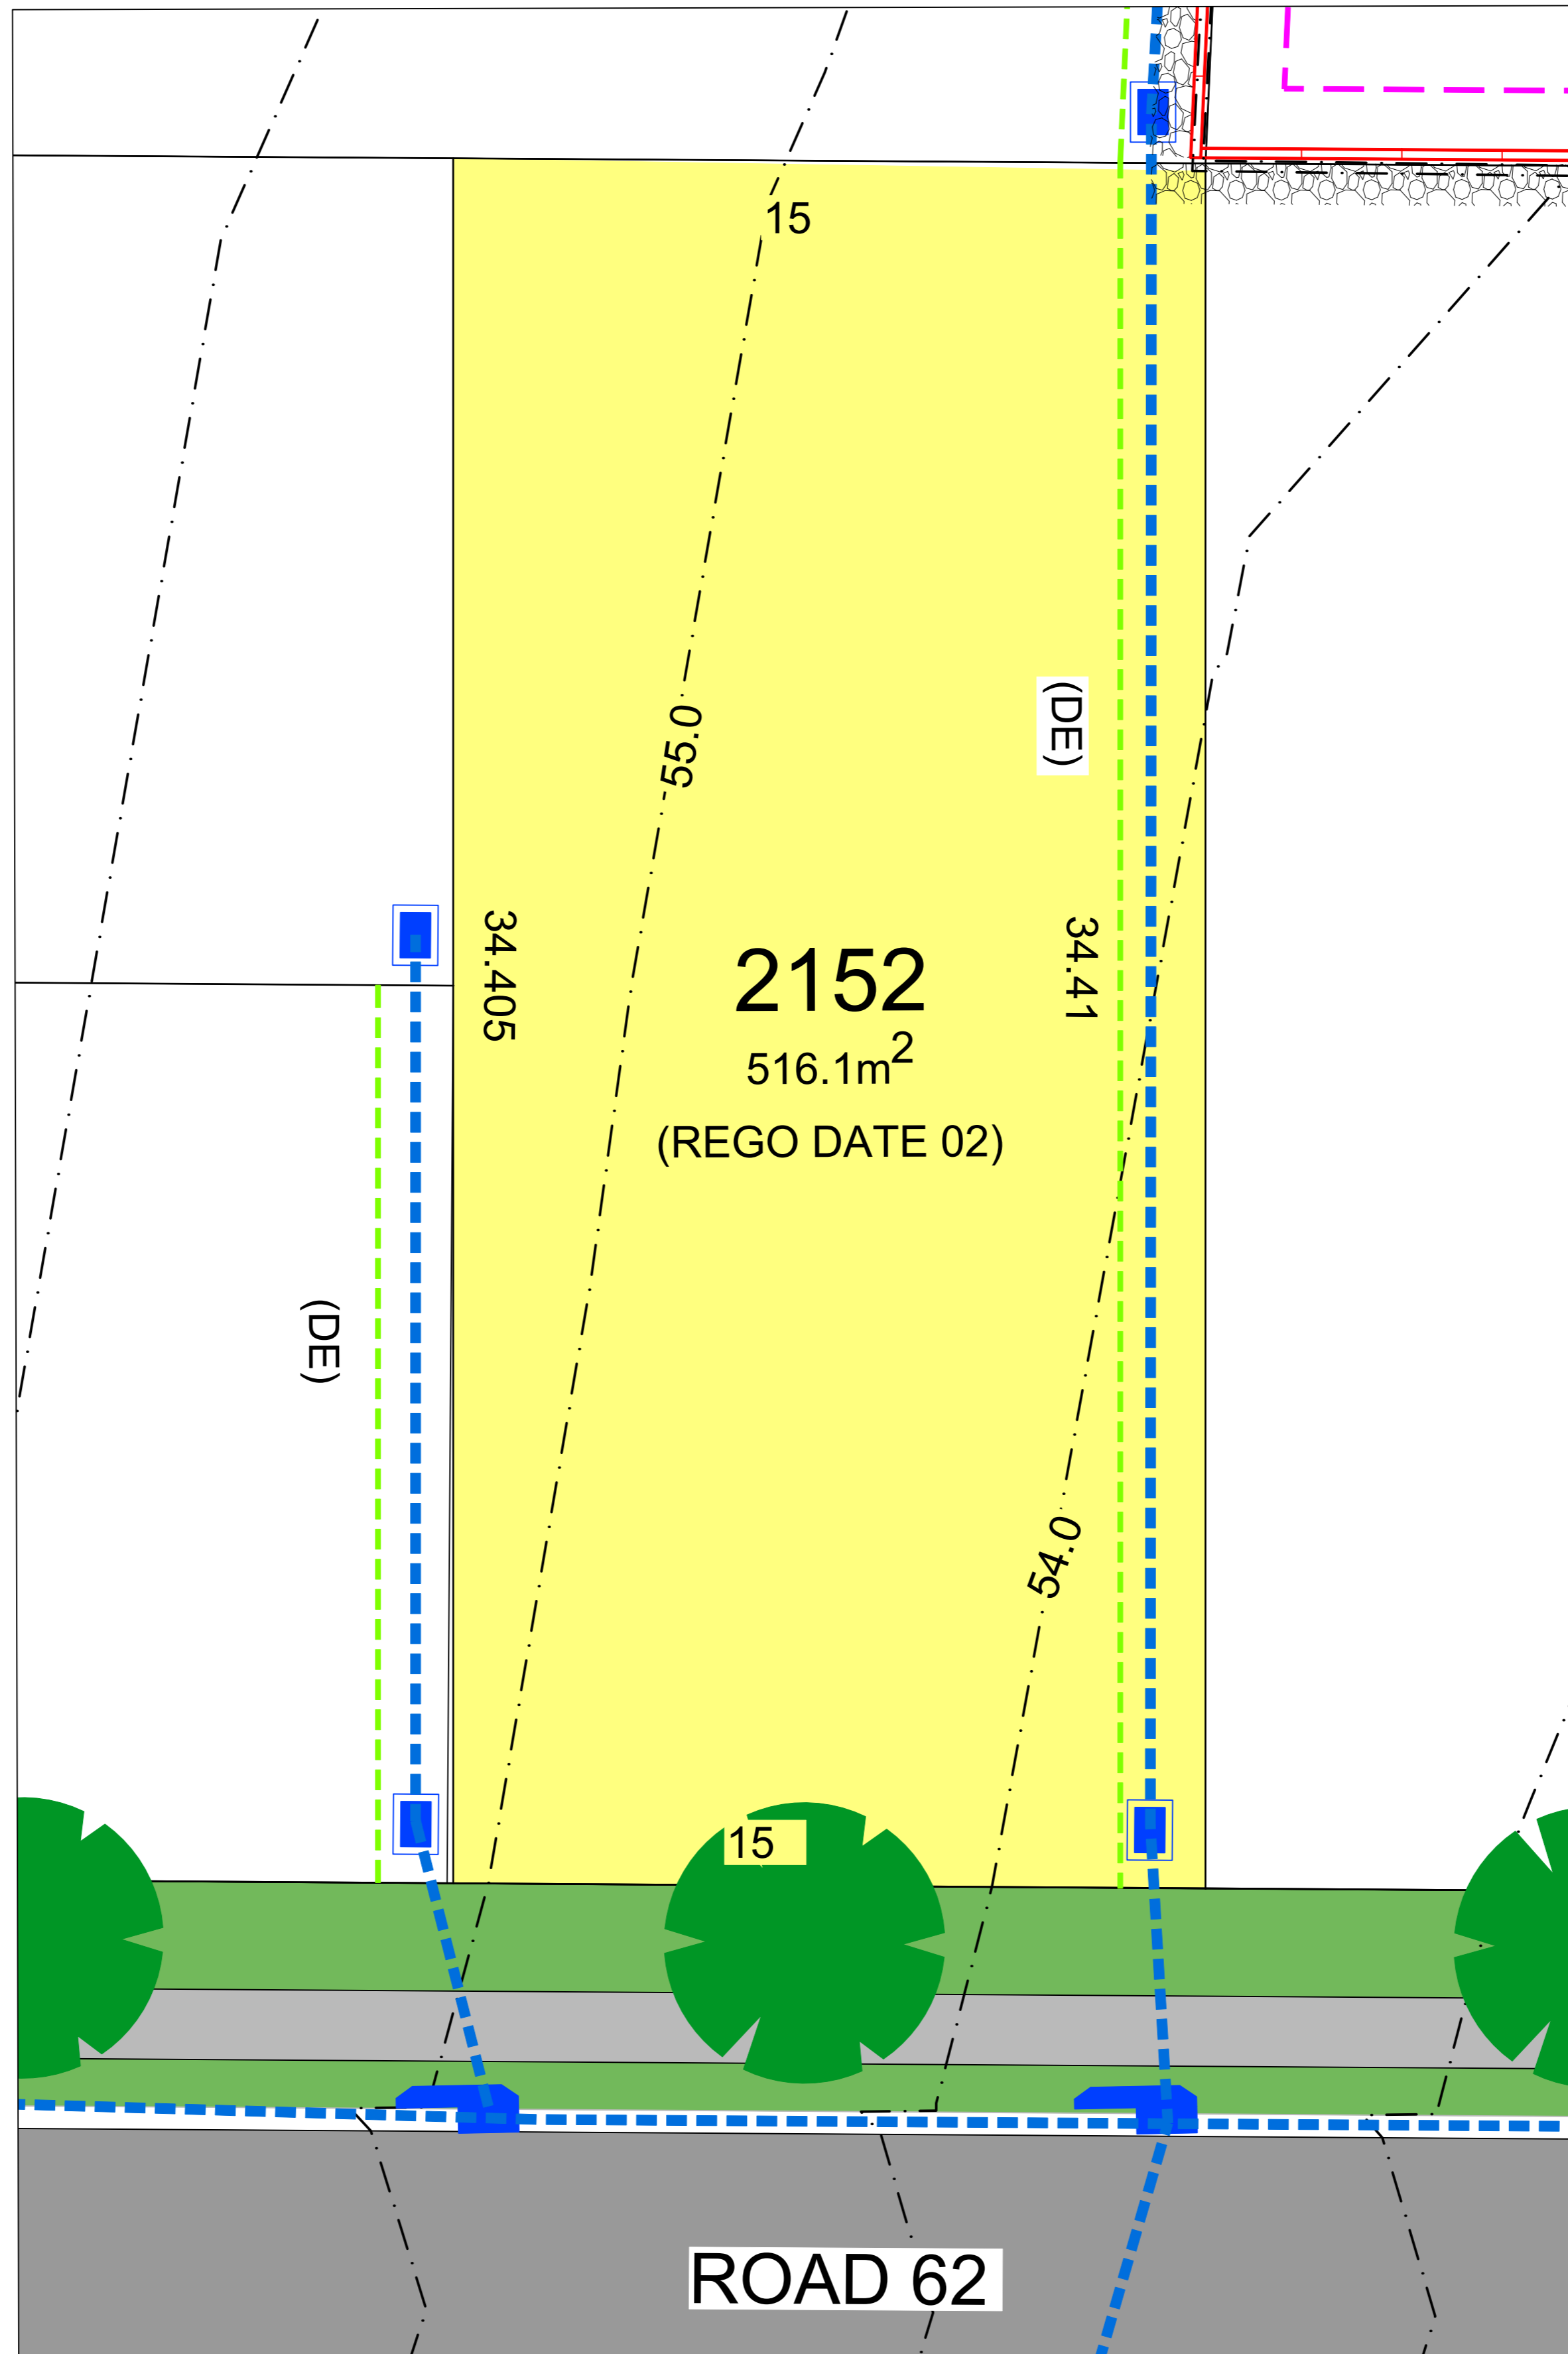 15
55.0
(DE)
34.405
2152
34.41
516.1m²
(REGO DATE 02)
(DE)
54.0
15
ROAD 62